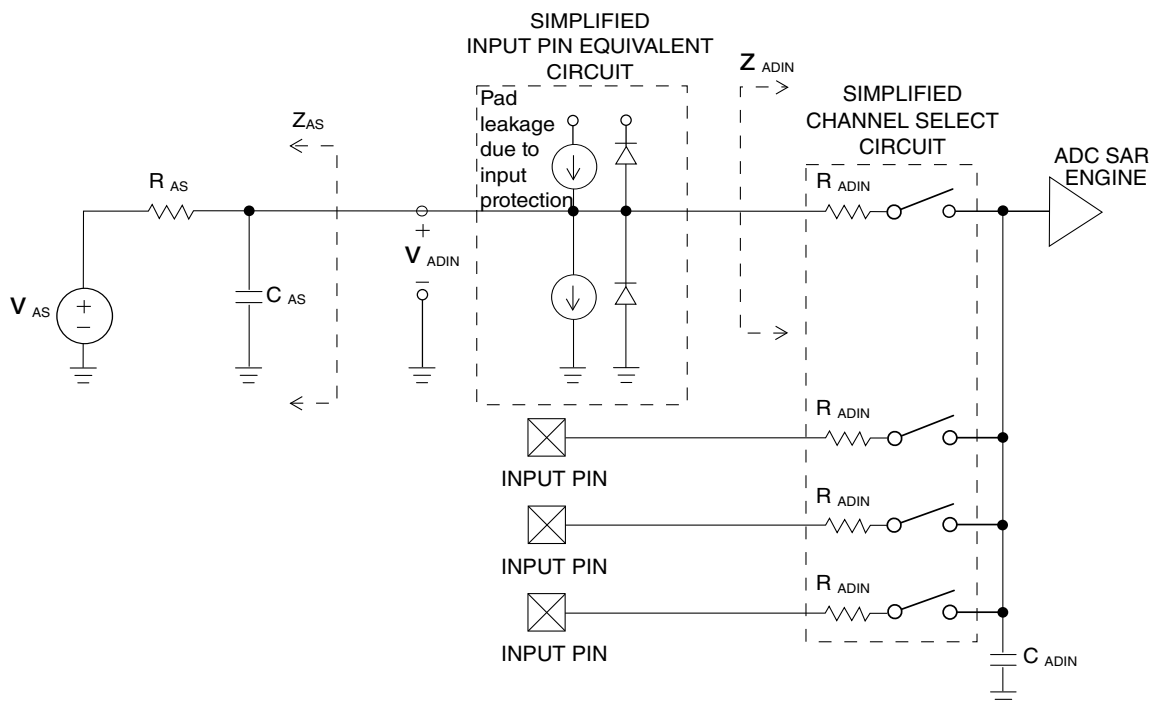 SIMPLIFIED
INPUT PIN EQUIVALENT
CIRCUIT
Pad
leakage
due to
input
protection
Z ADIN
SIMPLIFIED
CHANNEL SELECT
CIRCUIT
ADC SAR
ENGINE
ZAS
R AS
R ADIN
+
V ADIN
–
V AS
+
–
C AS
R ADIN
INPUT PIN
R ADIN
INPUT PIN
R ADIN
INPUT PIN
C ADIN